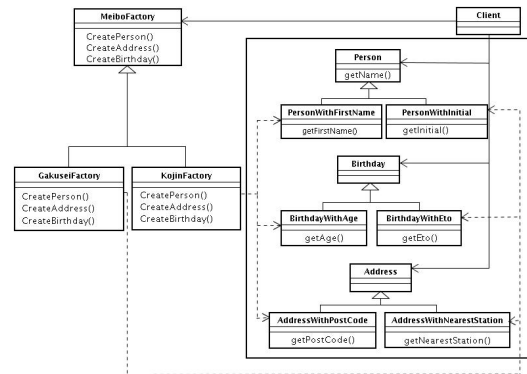 MeiboFactory
CreatePerson()
CreateAddress()
CreateBirthday()
Client
Person
getName()
PersonWithFirstName
getFirstName()
PersonWithInitial
getInitial()
GakuseiFactory
CreatePerson()
CreateAddress()
CreateBirthday()
KojinFactory
CreatePerson()
CreateAddress()
CreateBirthday()
Birthday
BirthdayWithAge
getAge()
BirthdayWithEto
getEto()
Address
AddressWithPostCode
getPostCode()
AddressWithNearestStation
getNearestStation()